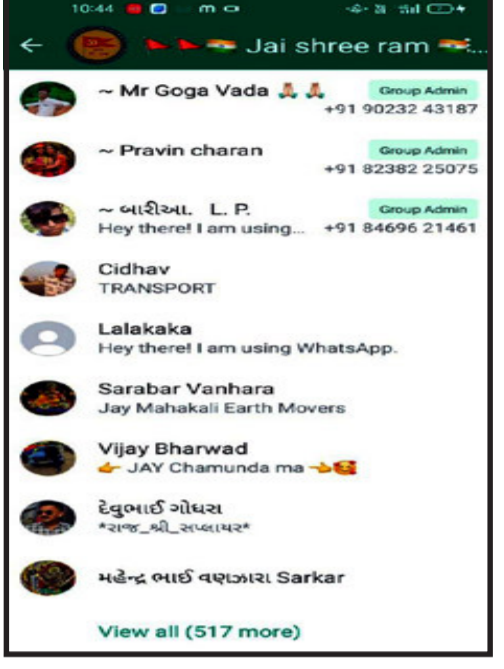 10:44
← 🚩🚩🇮🇳 Jai shree ram 🇮🇳...
~ Mr Goga Vada 🙏🙏 Group Admin
+91 90232 43187
~ Pravin charan Group Admin
+91 82382 25075
~ બારીઆ. L. P. Group Admin
Hey there! I am using... +91 84696 21461
Cidhav
TRANSPORT
Lalakaka
Hey there! I am using WhatsApp.
Sarabar Vanhara
Jay Mahakali Earth Movers
Vijay Bharwad
👉 JAY Chamunda ma 👈🥰
દેવુભાઈ ગોધરા
*રાજ_શ્રી_સપ્લાયર*
મહેન્દ્ર ભાઈ વણઝારા Sarkar
View all (517 more)